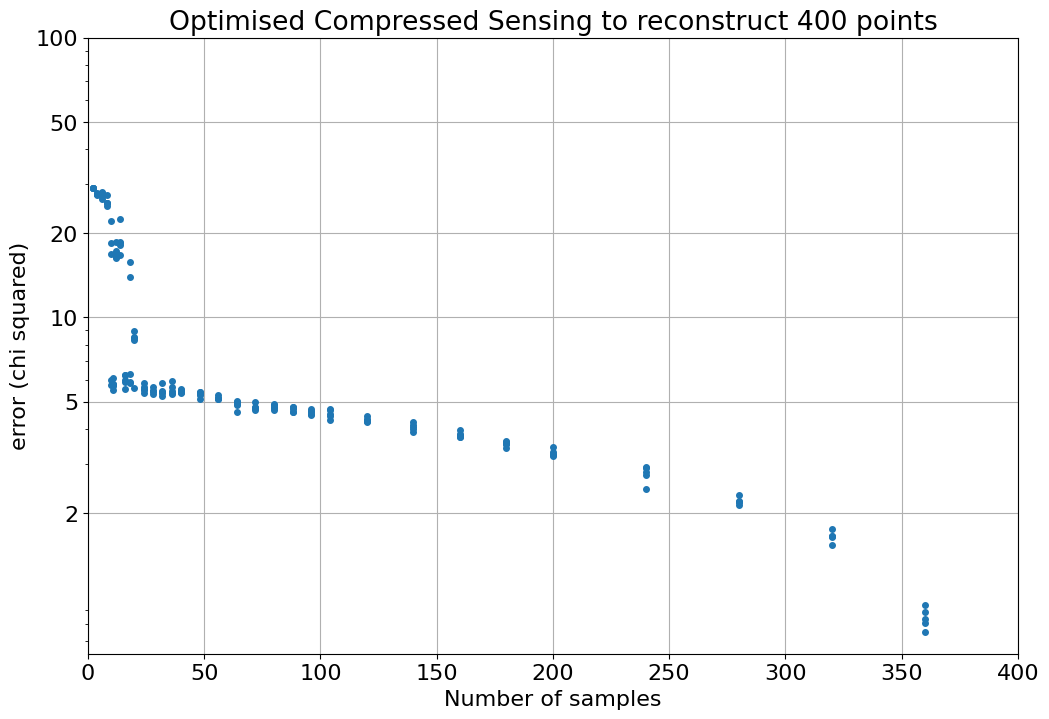 Optimised Compressed Sensing to reconstruct 400 points
100
50
20
10
5
2
error (chi squared)
0 50 100 150 200 250 300 350 400
Number of samples